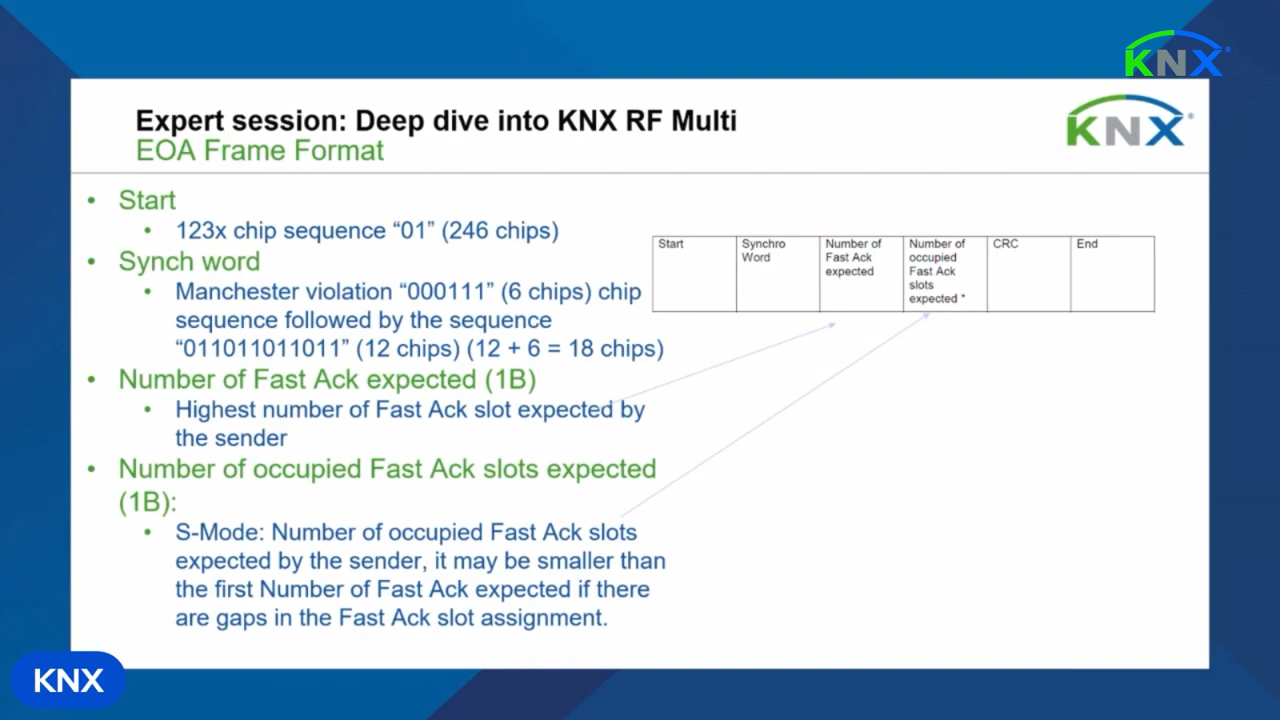 KNX
Expert session: Deep dive into KNX RF Multi
EOA Frame Format
KNX
• Start
• 123x chip sequence “01” (246 chips)
• Synch word
• Manchester violation “000111” (6 chips) chip
sequence followed by the sequence
“011011011011” (12 chips) (12 + 6 = 18 chips)
• Number of Fast Ack expected (1B)
• Highest number of Fast Ack slot expected by
the sender
• Number of occupied Fast Ack slots expected
(1B):
• S-Mode: Number of occupied Fast Ack slots
expected by the sender, it may be smaller than
the first Number of Fast Ack expected if there
are gaps in the Fast Ack slot assignment.
Start
Synchro
Word
Number of
Fast Ack
expected
Number of
occupied
Fast Ack
slots
expected *
CRC
End
KNX